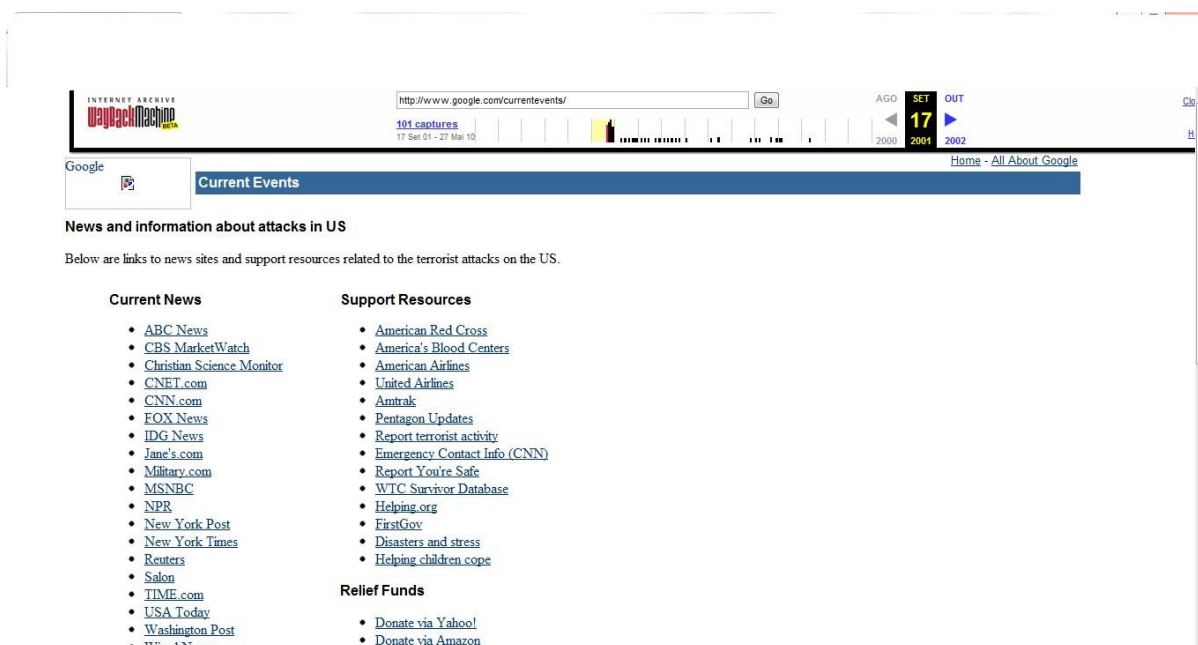 INTERNET ARCHIVE
WayBackMachine
BETA
http://www.google.com/currentevents/
Go
101 captures
17 Set 01 - 27 Mai 10
AGO SET OUT
17
2000 2001 2002
Clo
H
Google
Home - All About Google
Current Events
News and information about attacks in US
Below are links to news sites and support resources related to the terrorist attacks on the US.
Current News
ABC News
CBS MarketWatch
Christian Science Monitor
CNET.com
CNN.com
FOX News
IDG News
Jane's.com
Military.com
MSNBC
NPR
New York Post
New York Times
Reuters
Salon
TIME.com
USA Today
Washington Post
Support Resources
American Red Cross
America's Blood Centers
American Airlines
United Airlines
Amtrak
Pentagon Updates
Report terrorist activity
Emergency Contact Info (CNN)
Report You're Safe
WTC Survivor Database
Helping.org
FirstGov
Disasters and stress
Helping children cope
Relief Funds
Donate via Yahoo!
Donate via Amazon